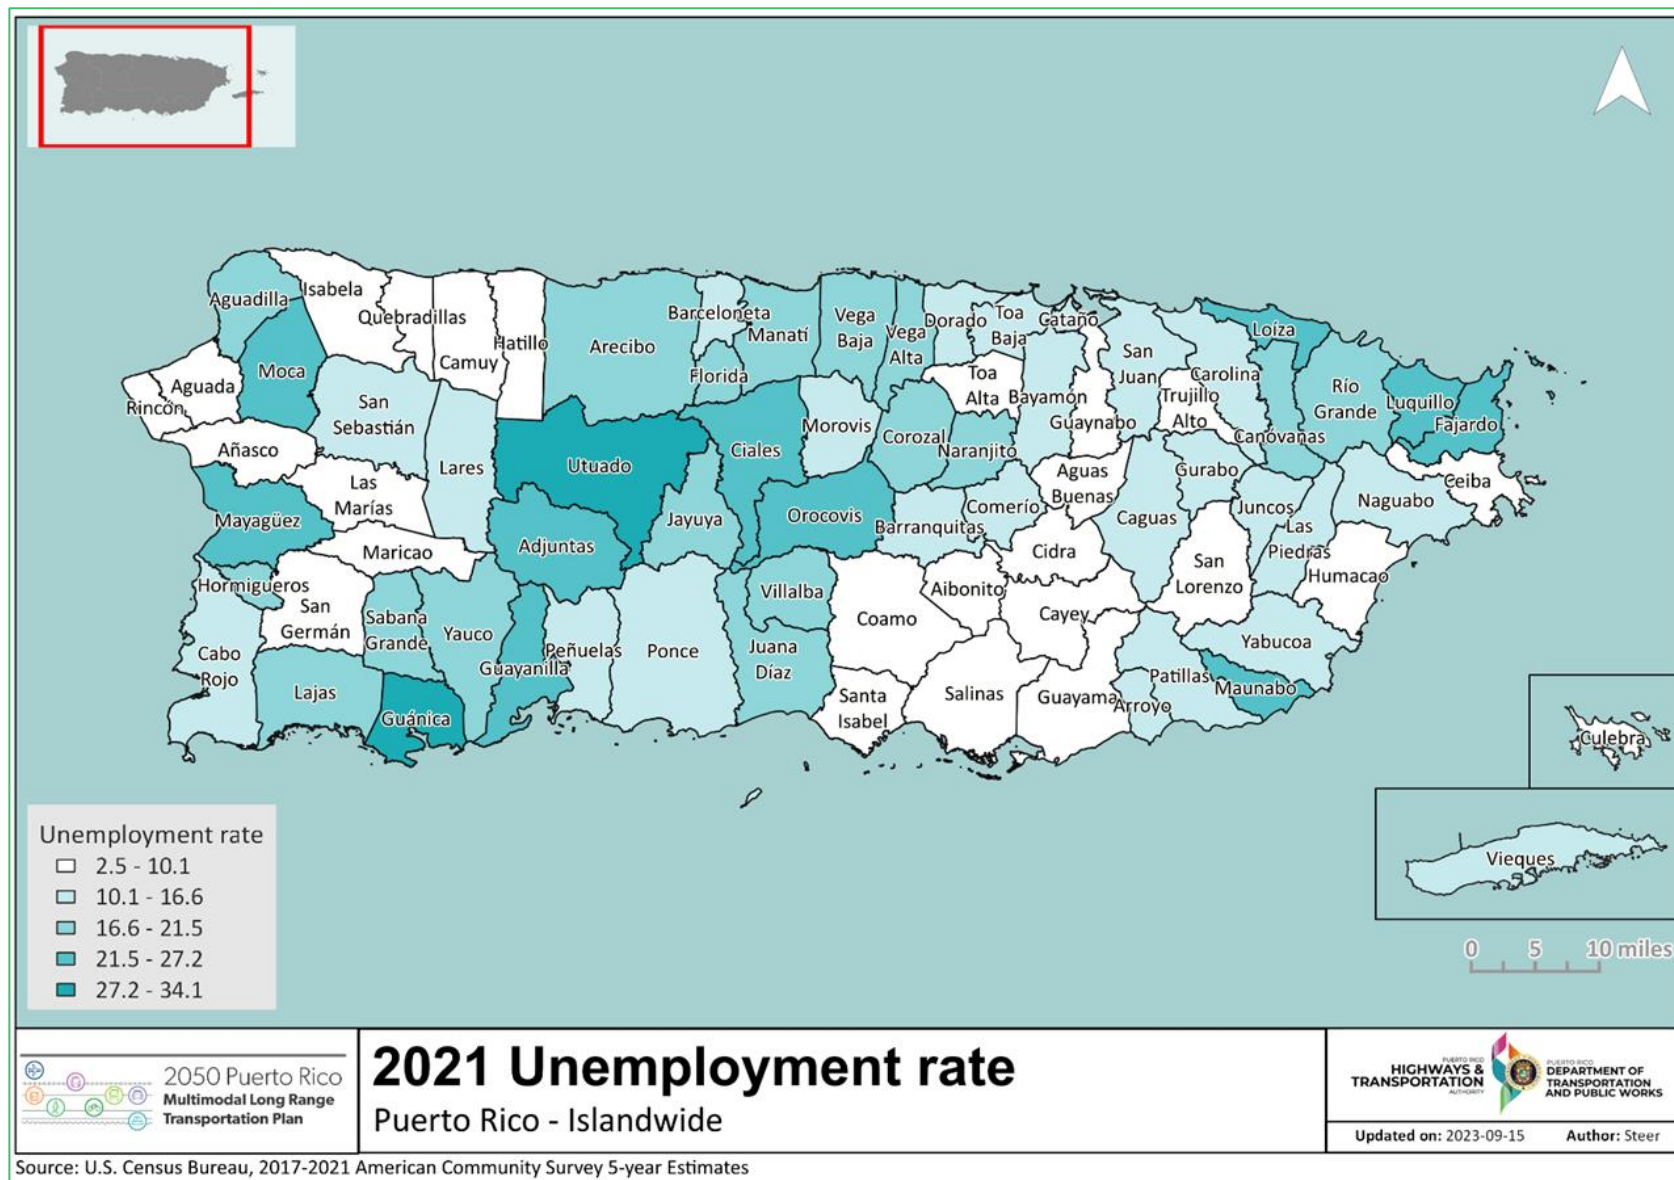 Isabela
Aguadilla
Quebradillas
Hatillo
Camuy
Arecibo
Barceloneta
Manatí
Vega
Baja
Vega
Alta
Dorado
Toa
Baja
Cataño
San
Juan
Carolina
Loíza
Moca
Aguada
Rincón
San
Sebastián
Florida
Toa
Alta
Bayamón
Guaynabo
Trujillo
Alto
Canóvanas
Río
Grande
Luquillo
Fajardo
Añasco
Lares
Utuado
Ciales
Morovis
Corozal
Naranjito
Aguas
Buenas
Gurabo
Ceiba
Naguabo
Las
Marías
Mayagüez
Maricao
Adjuntas
Jayuya
Orocovis
Barranquitas
Comerío
Caguas
Juncos
Las
Piedras
Cidra
San
Lorenzo
Humacao
Hormigueros
San
Germán
Sabana
Grande
Yauco
Guayanilla
Peñuelas
Ponce
Villalba
Juana
Díaz
Coamo
Aibonito
Cayey
Yabucoa
Cabo
Rojo
Lajas
Guánica
Santa
Isabel
Salinas
Guayama
Arroyo
Patillas
Maunabo
Culebra
Vieques
Unemployment rate
2.5 - 10.1
10.1 - 16.6
16.6 - 21.5
21.5 - 27.2
27.2 - 34.1
0 5 10 miles
2050 Puerto Rico
Multimodal Long Range
Transportation Plan
2021 Unemployment rate
Puerto Rico - Islandwide
PUERTO RICO
HIGHWAYS &
TRANSPORTATION
AUTHORITY
PUERTO RICO
DEPARTMENT OF
TRANSPORTATION
AND PUBLIC WORKS
Updated on: 2023-09-15 Author: Steer
Source: U.S. Census Bureau, 2017-2021 American Community Survey 5-year Estimates